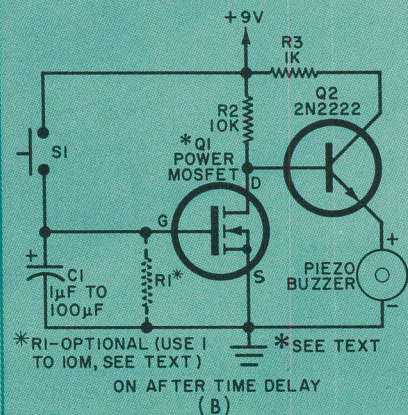 +9V
R3
1K
Q2
2N2222
R2
10K
*Q1
POWER
MOSFET
D
S1
G
S
+
C1
1µF TO
100µF
R1*
+
PIEZO
BUZZER
-
*R1-OPTIONAL (USE 1
TO 10M, SEE TEXT)
*SEE TEXT
ON AFTER TIME DELAY
(B)